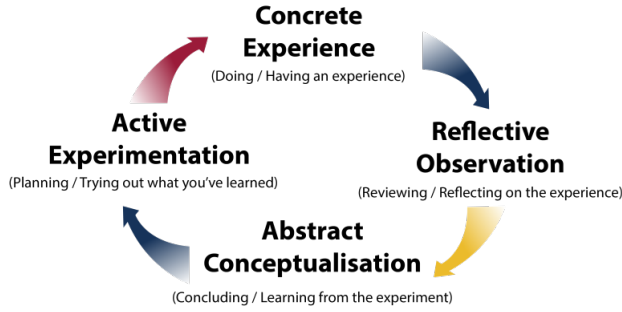 Concrete
Experience
(Doing / Having an experience)
Reflective
Observation
(Reviewing / Reflecting on the experience)
Abstract
Conceptualisation
(Concluding / Learning from the experiment)
Active
Experimentation
(Planning / Trying out what you've learned)